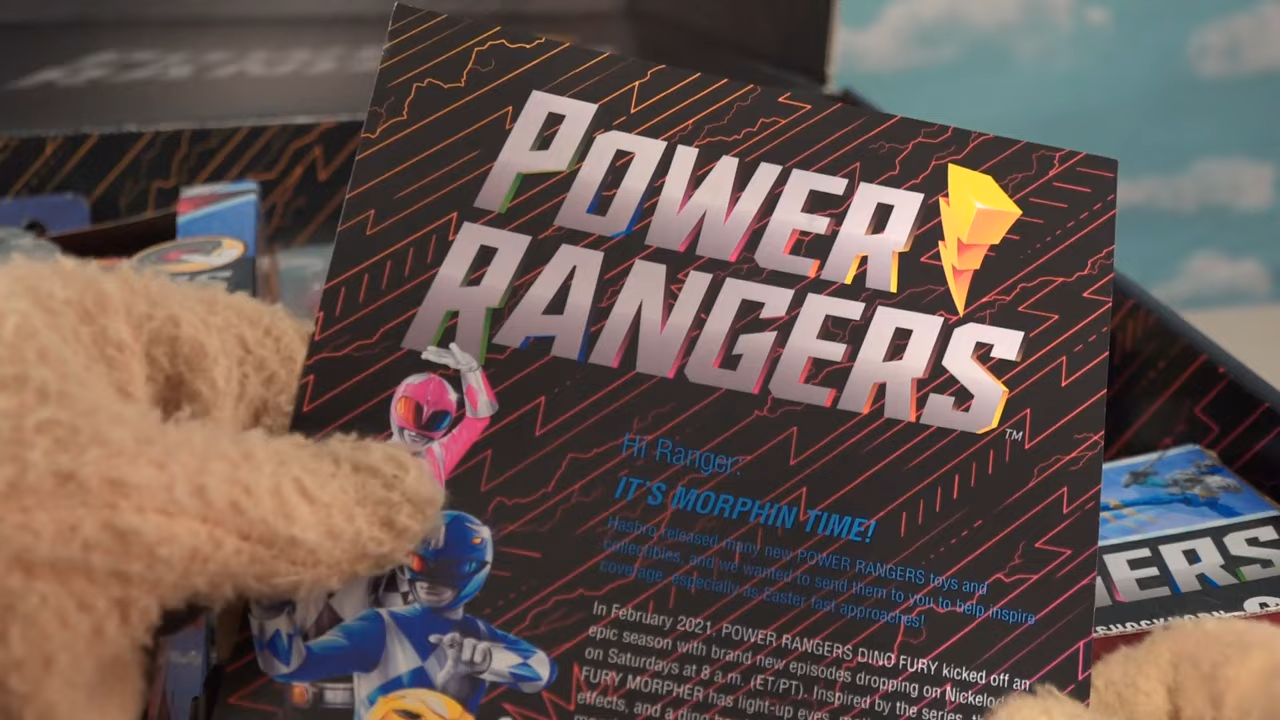 POWER
RANGERS™
Hi Ranger:
IT'S MORPHIN TIME!
Hasbro released many new POWER RANGERS toys and
collectibles, and we wanted to send them to you to help inspire
coverage, especially as Easter fast approaches!
In February 2021, POWER RANGERS DINO FURY kicked off an
epic season with brand new episodes dropping on Nickelod
on Saturdays at 8 a.m. (ET/PT). Inspired by the series, th
FURY MORPHER has light-up eyes,
effects, and a ding
ERS